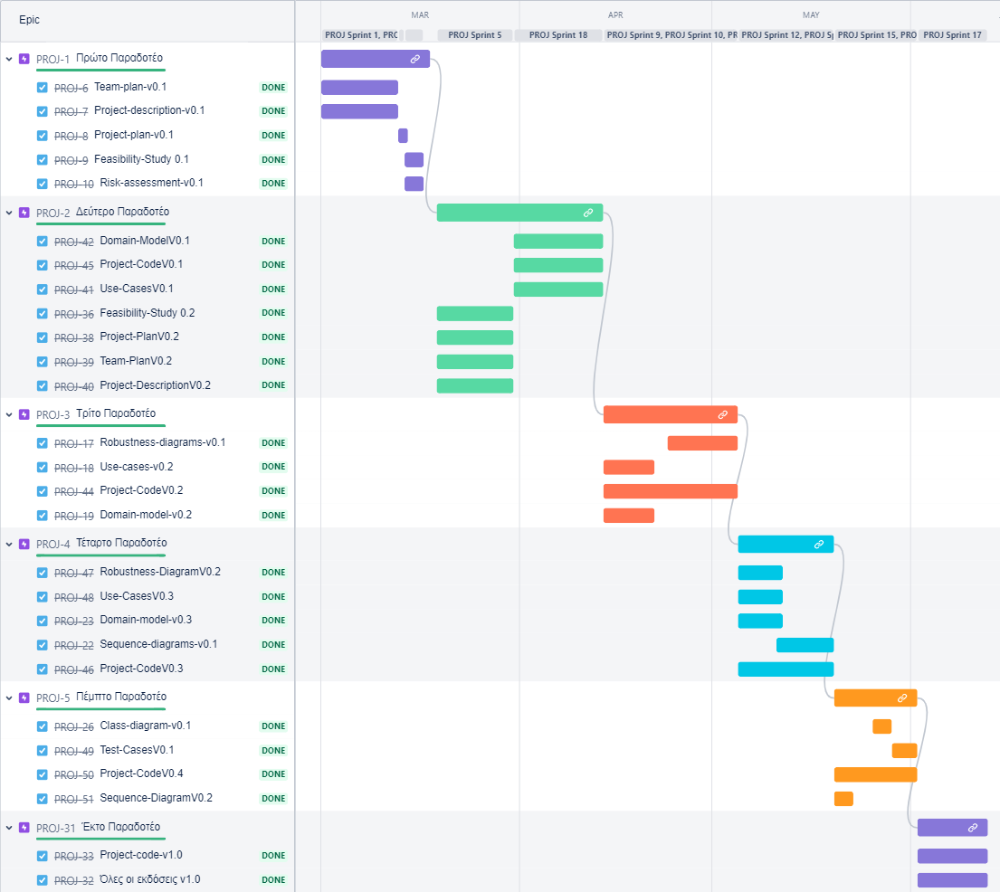 Epic
MAR APR MAY
PROJ Sprint 1, PRO PROJ Sprint 5 PROJ Sprint 18 PROJ Sprint 9, PROJ Sprint 10, PR PROJ Sprint 12, PROJ Sp PROJ Sprint 15, PRO PROJ Sprint 17
PROJ-1 Πρώτο Παραδοτέο
PROJ-6 Team-plan-v0.1 DONE
PROJ-7 Project-description-v0.1 DONE
PROJ-8 Project-plan-v0.1 DONE
PROJ-9 Feasibility-Study 0.1 DONE
PROJ-10 Risk-assessment-v0.1 DONE
PROJ-2 Δεύτερο Παραδοτέο
PROJ-42 Domain-ModelV0.1 DONE
PROJ-45 Project-CodeV0.1 DONE
PROJ-41 Use-CasesV0.1 DONE
PROJ-36 Feasibility-Study 0.2 DONE
PROJ-38 Project-PlanV0.2 DONE
PROJ-39 Team-PlanV0.2 DONE
PROJ-40 Project-DescriptionV0.2 DONE
PROJ-3 Τρίτο Παραδοτέο
PROJ-17 Robustness-diagrams-v0.1 DONE
PROJ-18 Use-cases-v0.2 DONE
PROJ-44 Project-CodeV0.2 DONE
PROJ-19 Domain-model-v0.2 DONE
PROJ-4 Τέταρτο Παραδοτέο
PROJ-47 Robustness-DiagramV0.2 DONE
PROJ-48 Use-CasesV0.3 DONE
PROJ-23 Domain-model-v0.3 DONE
PROJ-22 Sequence-diagrams-v0.1 DONE
PROJ-46 Project-CodeV0.3 DONE
PROJ-5 Πέμπτο Παραδοτέο
PROJ-26 Class-diagram-v0.1 DONE
PROJ-49 Test-CasesV0.1 DONE
PROJ-50 Project-CodeV0.4 DONE
PROJ-51 Sequence-DiagramV0.2 DONE
PROJ-31 Έκτο Παραδοτέο
PROJ-33 Project-code-v1.0 DONE
PROJ-32 Όλες οι εκδόσεις v1.0 DONE